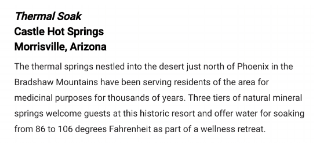 Thermal Soak
Castle Hot Springs
Morrisville, Arizona
The thermal springs nestled into the desert just north of Phoenix in the
Bradshaw Mountains have been serving residents of the area for
medicinal purposes for thousands of years. Three tiers of natural mineral
springs welcome guests at this historic resort and offer water for soaking
from 86 to 106 degrees Fahrenheit as part of a wellness retreat.